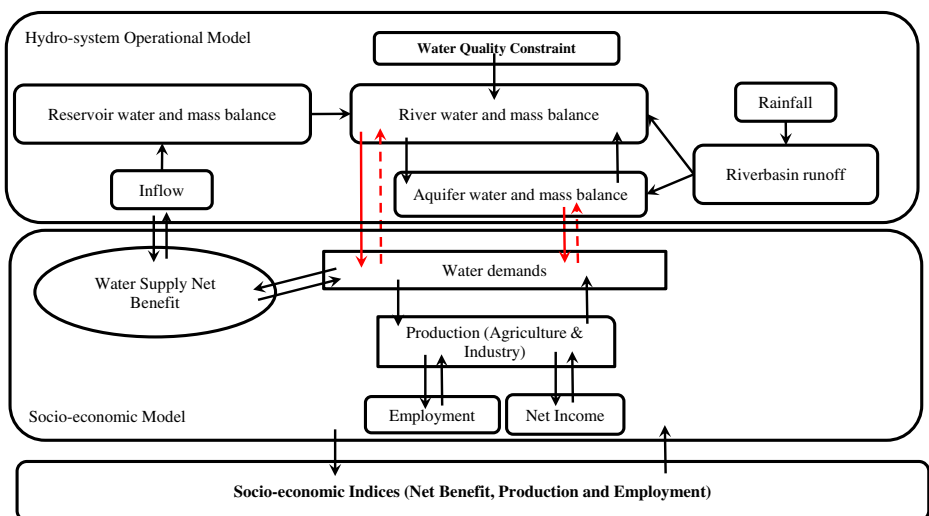 Hydro-system Operational Model
Water Quality Constraint
Reservoir water and mass balance
River water and mass balance
Rainfall
Riverbasin runoff
Inflow
Aquifer water and mass balance
Water Supply Net
Benefit
Water demands
Production (Agriculture &
Industry)
Employment
Net Income
Socio-economic Model
Socio-economic Indices (Net Benefit, Production and Employment)